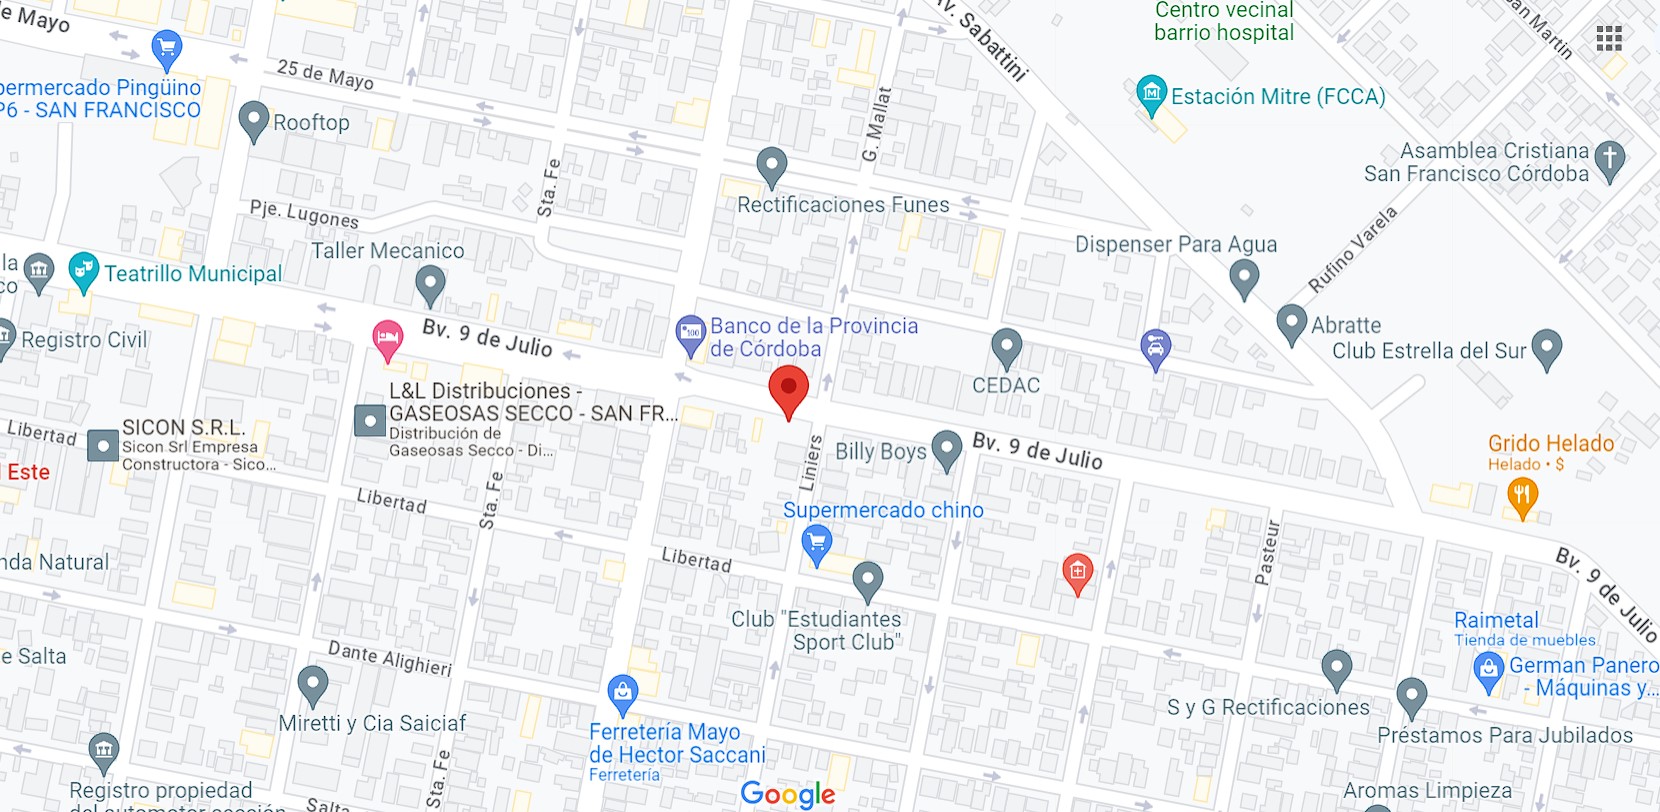 e Mayo
permercado Pingüino
P6 - SAN FRANCISCO
25 de Mayo
Rooftop
Av. Sabattini
Centro vecinal
barrio hospital
San Martin
Estación Mitre (FCCA)
G. Mallat
Asamblea Cristiana
San Francisco Córdoba
Rectificaciones Funes
Sta. Fe
Pje. Lugones
Taller Mecanico
Teatrillo Municipal
la
co
Registro Civil
Dispenser Para Agua
Rufino Varela
Abratte
Club Estrella del Sur
Bv. 9 de Julio
Banco de la Provincia
de Córdoba
100
CEDAC
L&L Distribuciones -
GASEOSAS SECCO - SAN FR...
Distribución de
Gaseosas Secco - Di...
Libertad
SICON S.R.L.
Sicon Srl Empresa
Constructora - Sico...
l Este
Liniers
Billy Boys
Bv. 9 de Julio
Grido Helado
Helado • $
Sta. Fe
Libertad
Supermercado chino
Libertad
nda Natural
Pasteur
Bv. 9 de Julio
Club "Estudiantes
Sport Club"
Raimetal
Tienda de muebles
German Panero
- Máquinas y...
e Salta
Dante Alighieri
Miretti y Cia Saiciaf
S y G Rectificaciones
Préstamos Para Jubilados
Ferretería Mayo
de Hector Saccani
Ferretería
Sta. Fe
Registro propiedad
del automotor sección
Salta
Google
Aromas Limpieza